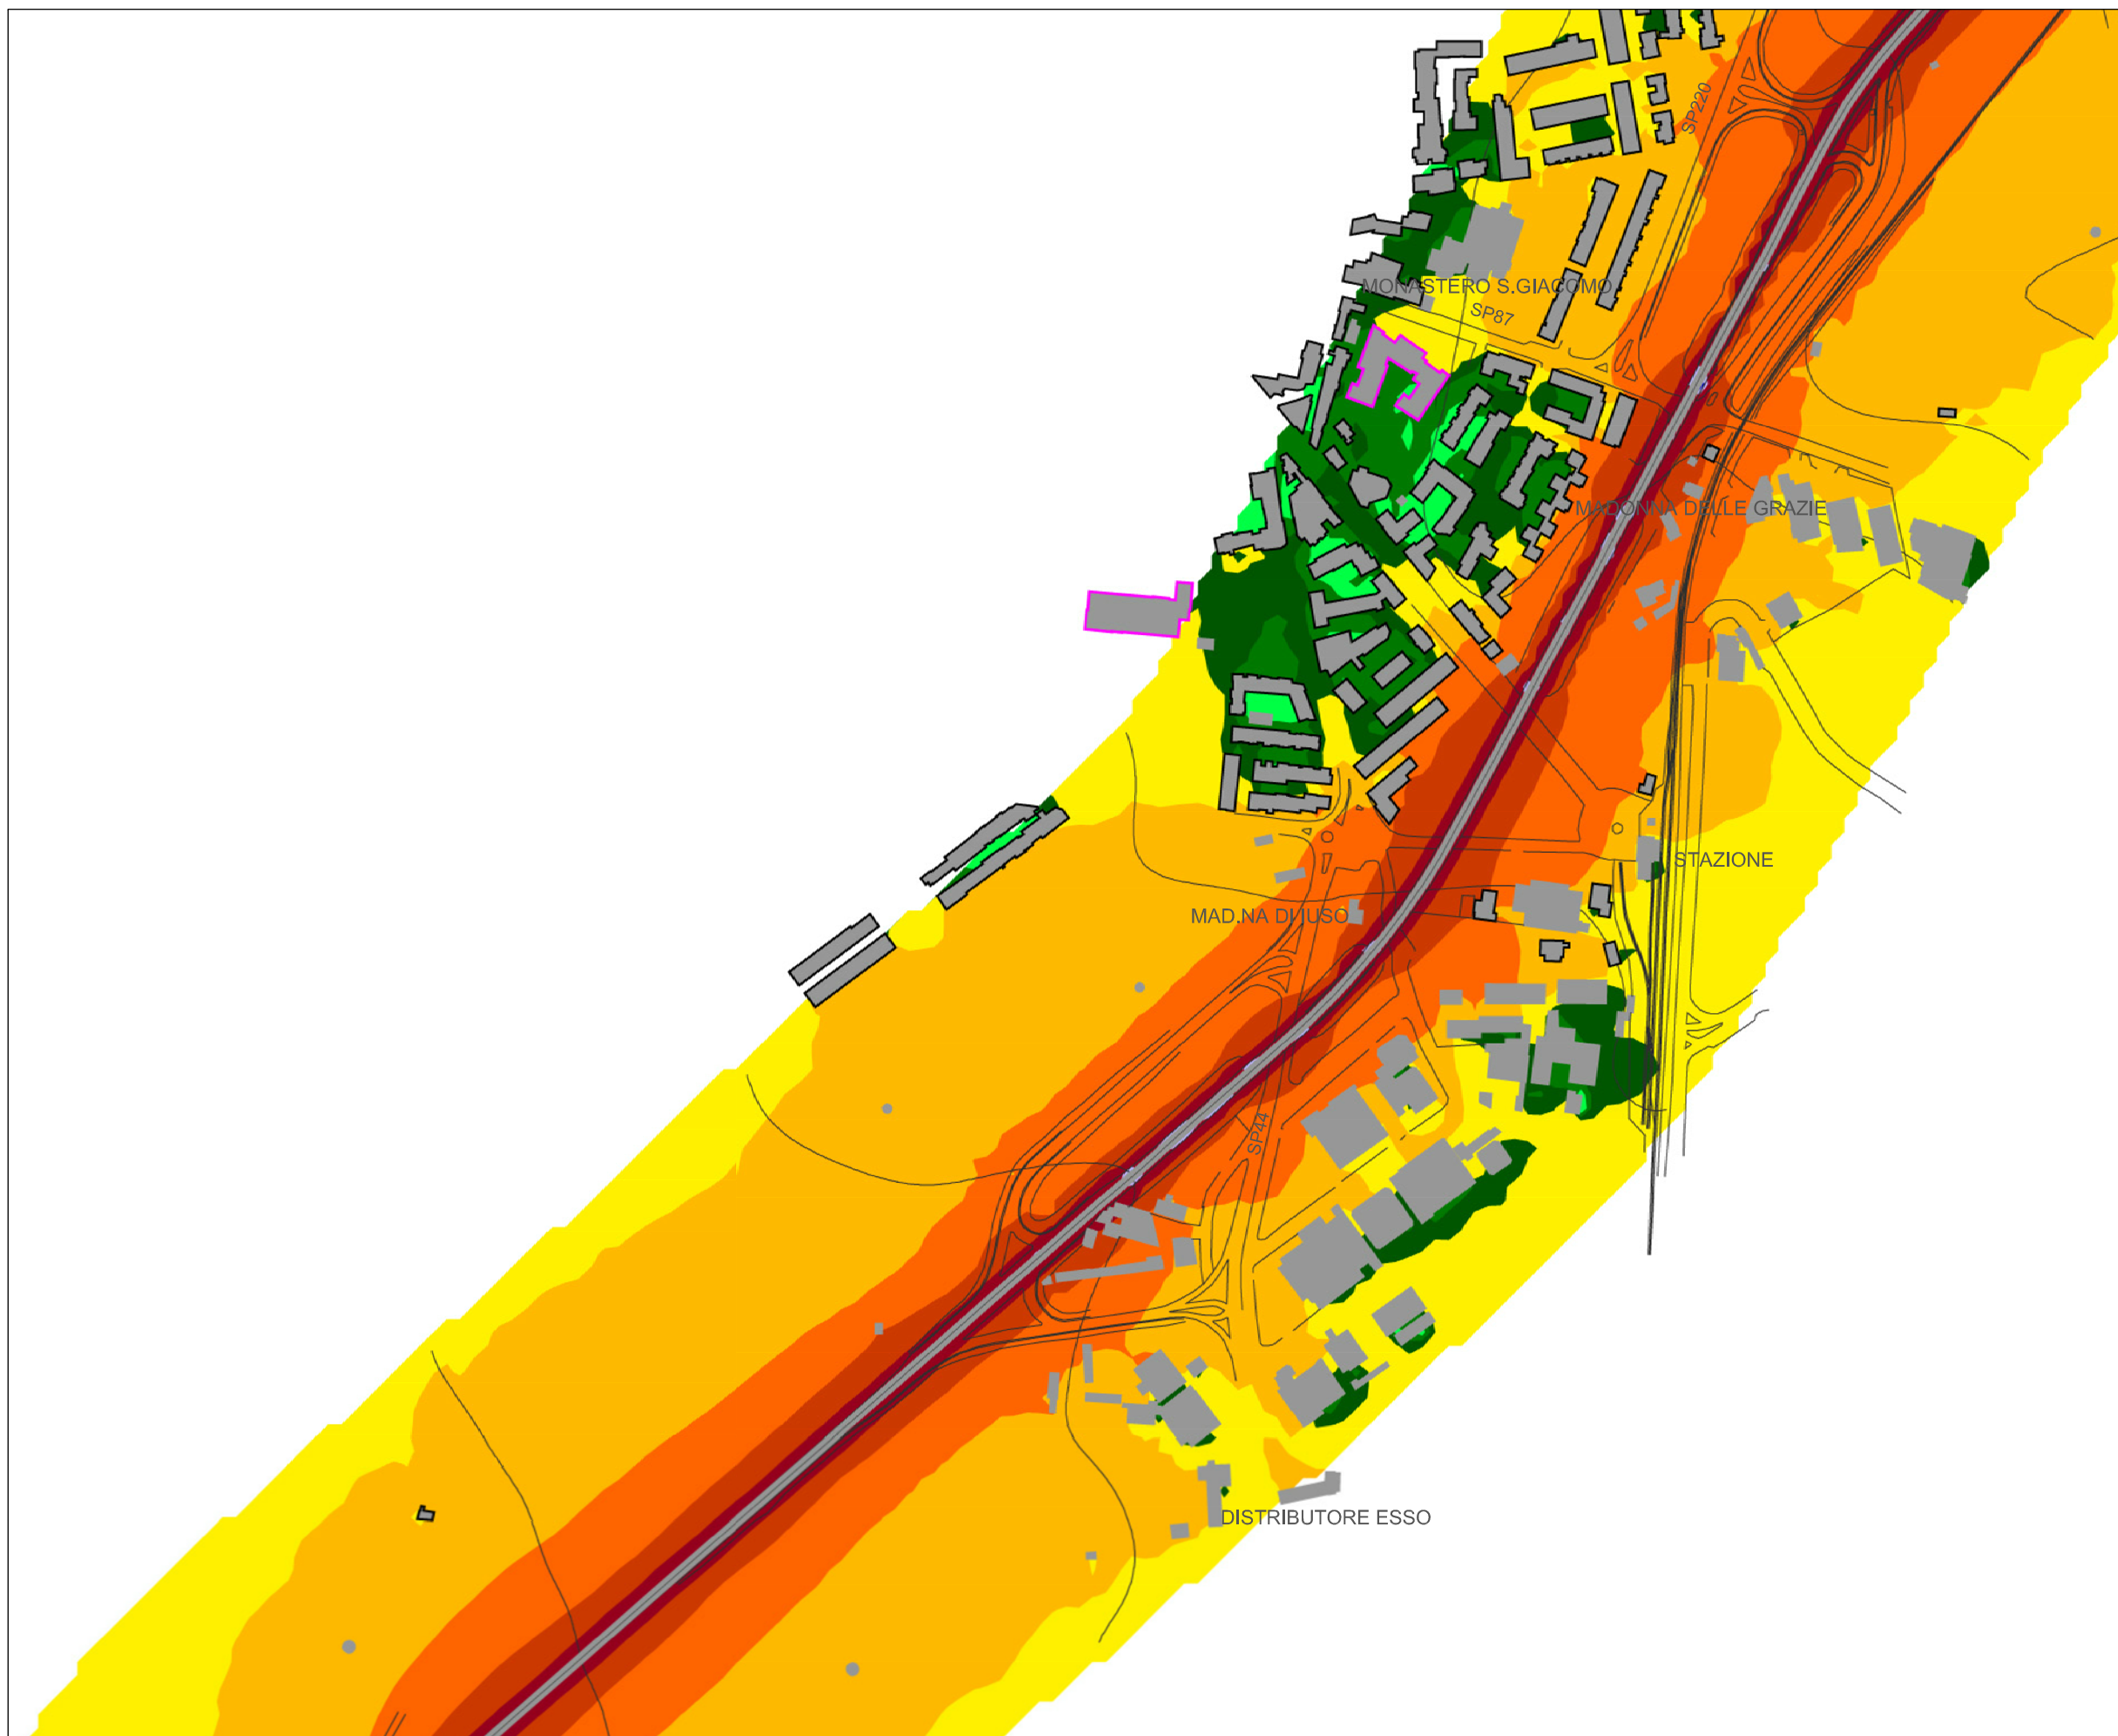 SP220
MONASTERO S.GIACOMO
SP87
MADONNA DELLE GRAZIE
STAZIONE
MAD.NA DI IUSO
SP44
DISTRIBUTORE ESSO